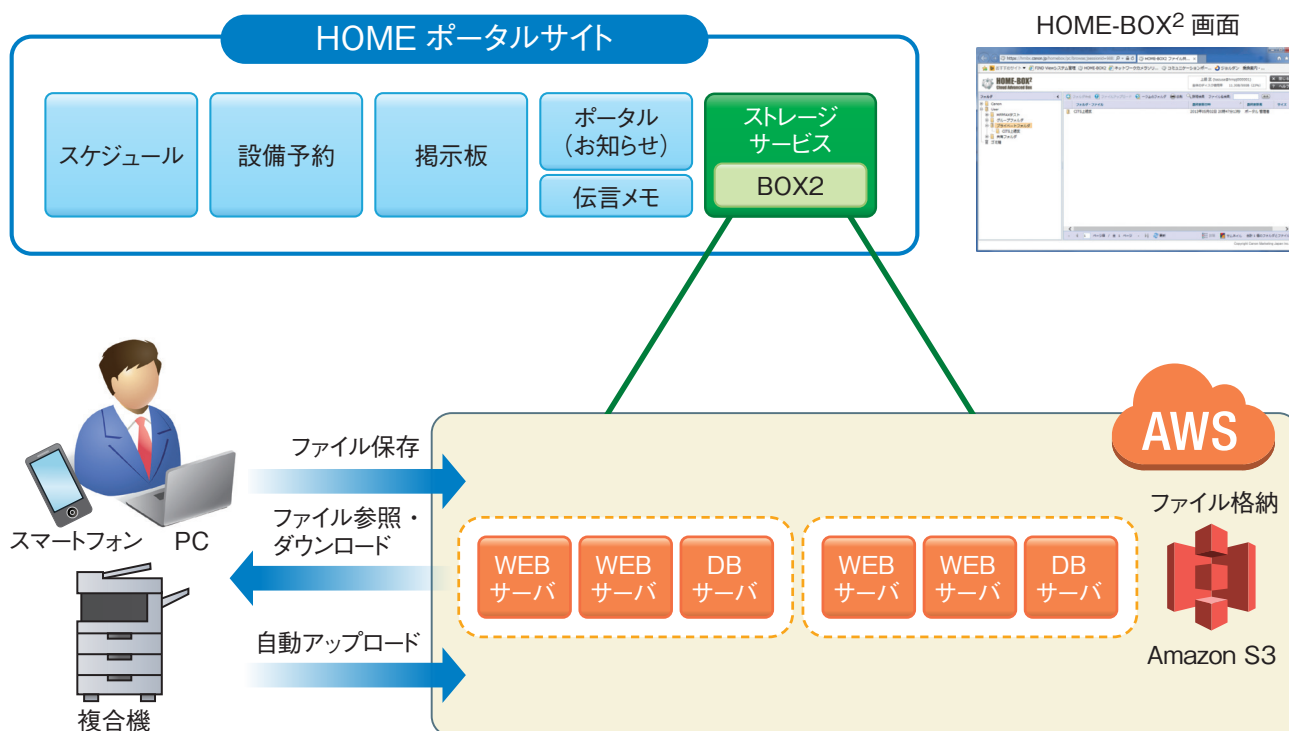 HOME ポータルサイト
スケジュール
設備予約
掲示板
ポータル
（お知らせ）
伝言メモ
ストレージ
サービス
BOX2
HOME-BOX² 画面
HOME-BOX²
Cloud Advanced Box
AWS
ファイル保存
ファイル参照・
ダウンロード
自動アップロード
スマートフォン
PC
複合機
WEB
サーバ
WEB
サーバ
DB
サーバ
WEB
サーバ
WEB
サーバ
DB
サーバ
ファイル格納
Amazon S3